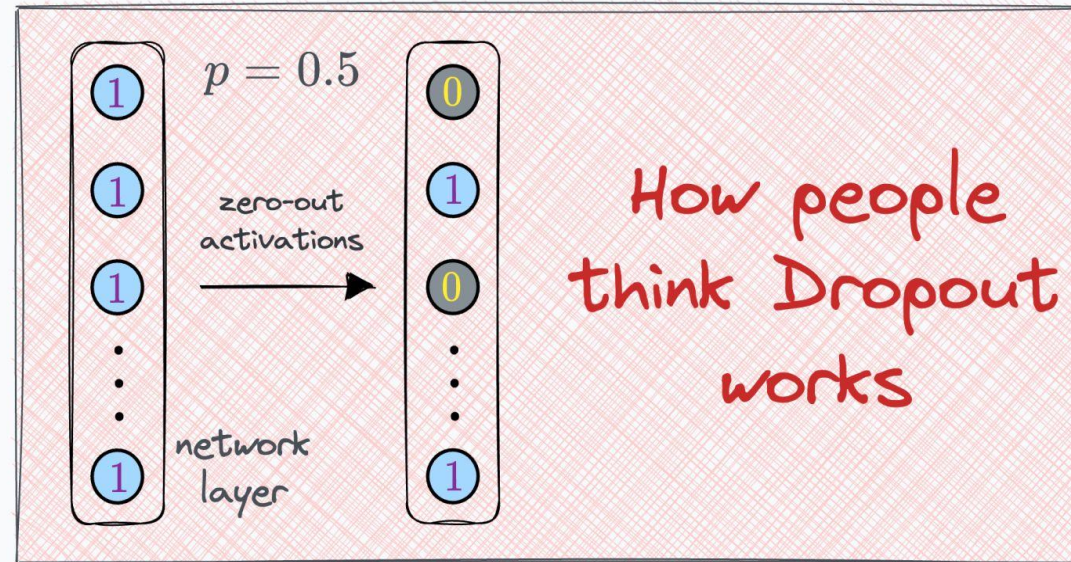 p = 0.5
1
0
1
zero-out
activations
1
1
0
1
network
layer
1
How people
think Dropout
works